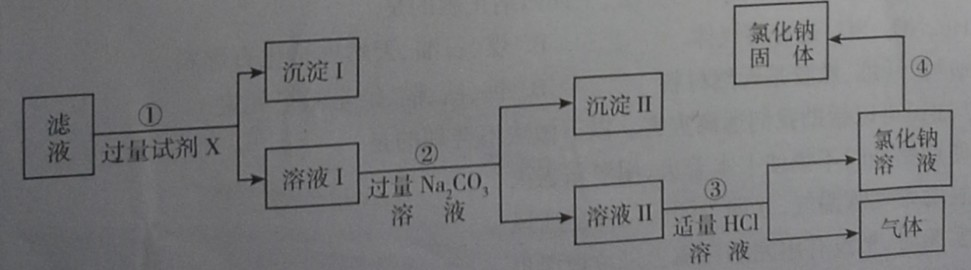 滤
液
①
过量试剂 X
沉淀 I
溶液 I
②
过量 Na₂CO₃
溶 液
沉淀 II
溶液 II
③
适量 HCl
溶 液
氯化钠
固 体
④
氯化钠
溶 液
气体